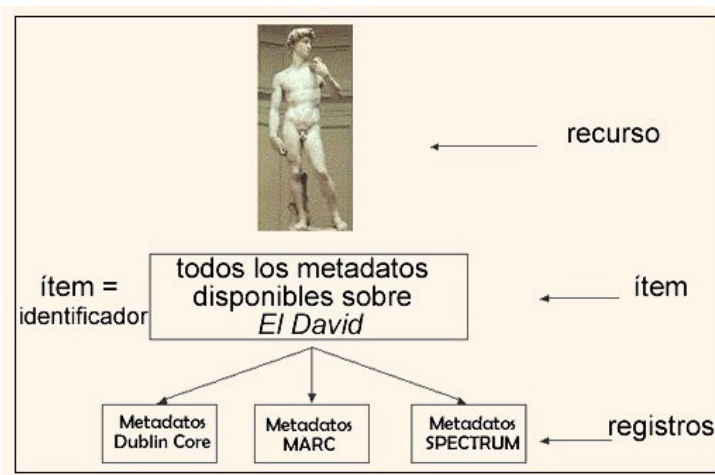 recurso
ítem =
identificador
todos los metadatos
disponibles sobre
El David
ítem
Metadatos
Dublin Core
Metadatos
MARC
Metadatos
SPECTRUM
registros